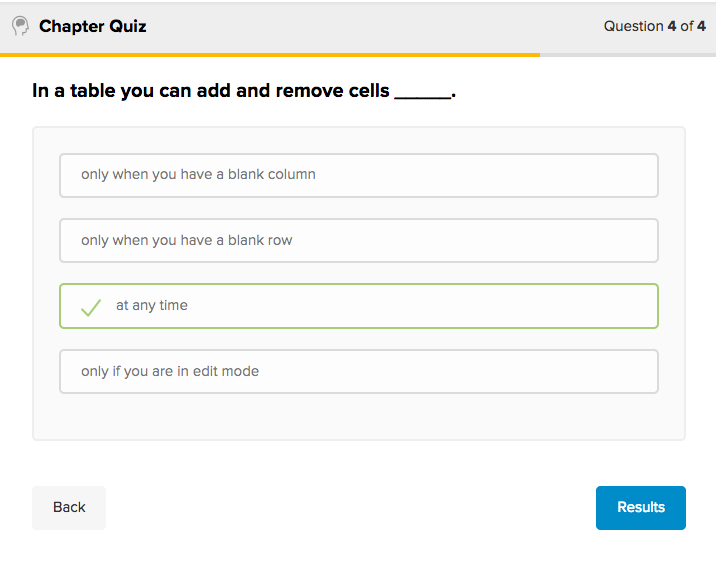 Chapter Quiz
Question 4 of 4
In a table you can add and remove cells _____.
only when you have a blank column
only when you have a blank row
at any time
only if you are in edit mode
Back
Results